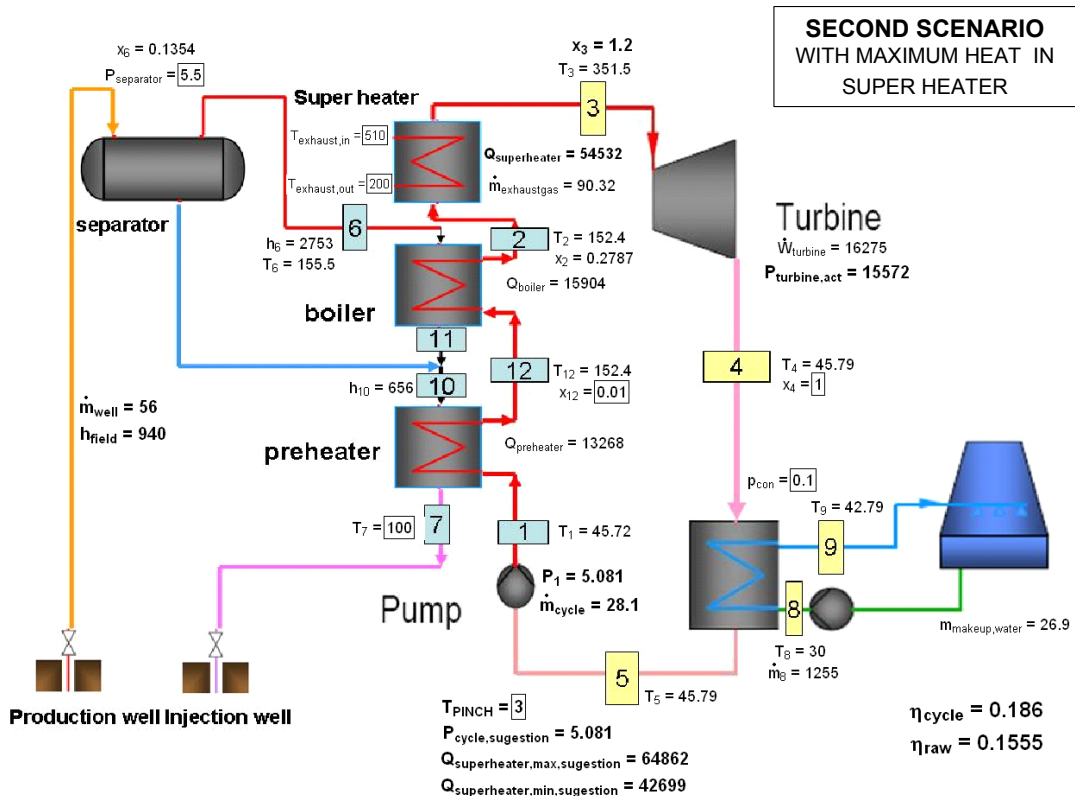 SECOND SCENARIO
WITH MAXIMUM HEAT IN
SUPER HEATER
x6 = 0.1354
Pseparator = 5.5
separator
Super heater
Texhaust,in = 510
Texhaust,out = 200
x3 = 1.2
T3 = 351.5
3
Qsuperheater = 54532
ṁexhaustgas = 90.32
Turbine
Ẇturbine = 16275
Pturbine,act = 15572
6
h6 = 2753
T6 = 155.5
2
T2 = 152.4
x2 = 0.2787
Qboiler = 15904
boiler
11
12
T12 = 152.4
x12 = 0.01
10
h10 = 656
4
T4 = 45.79
x4 = 1
ṁwell = 56
hfield = 940
preheater
Qpreheater = 13268
T7 = 100
7
1
T1 = 45.72
P1 = 5.081
ṁcycle = 28.1
Pump
pcon = 0.1
T9 = 42.79
9
8
T8 = 30
ṁ8 = 1255
mmakeup,water = 26.9
5
T5 = 45.79
Production well
Injection well
TPINCH = 3
Pcycle,sugestion = 5.081
Qsuperheater,max,sugestion = 64862
Qsuperheater,min,sugestion = 42699
ηcycle = 0.186
ηraw = 0.1555